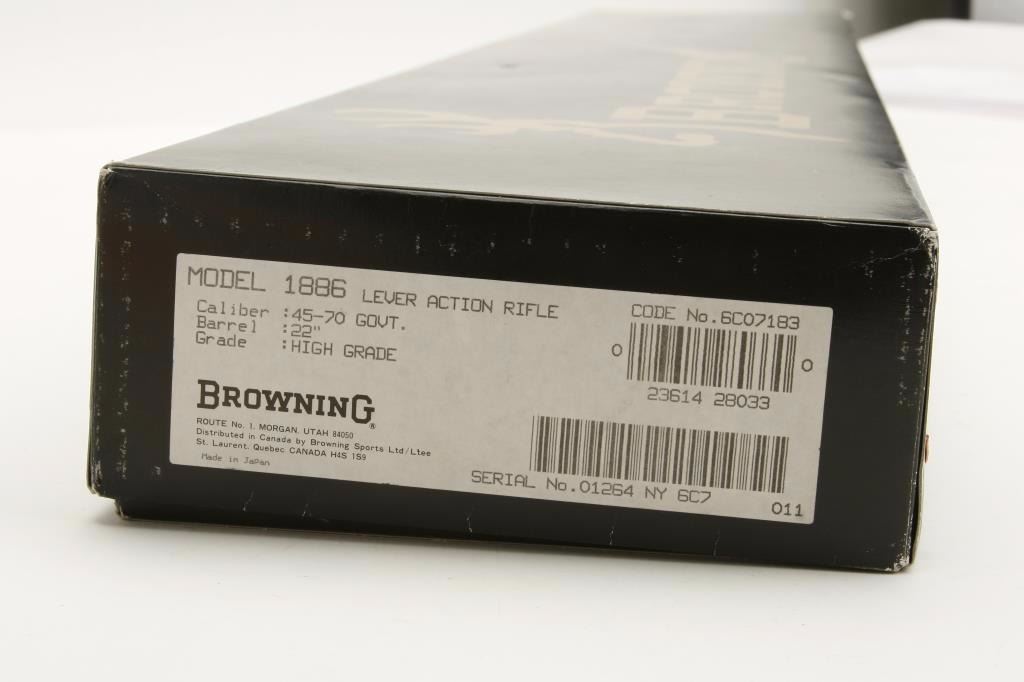 MODEL 1886 LEVER ACTION RIFLE
Caliber :45-70 GOVT.
Barrel :22"
Grade :HIGH GRADE
CODE No.6C07183
0 0
23614 28033
BROWNING®
ROUTE No. 1, MORGAN, UTAH 84050
Distributed in Canada by Browning Sports Ltd/Ltee
St. Laurent, Quebec CANADA H4S 1S9
Made in Japan
SERIAL No.01264 NY 6C7
011
BROWNING